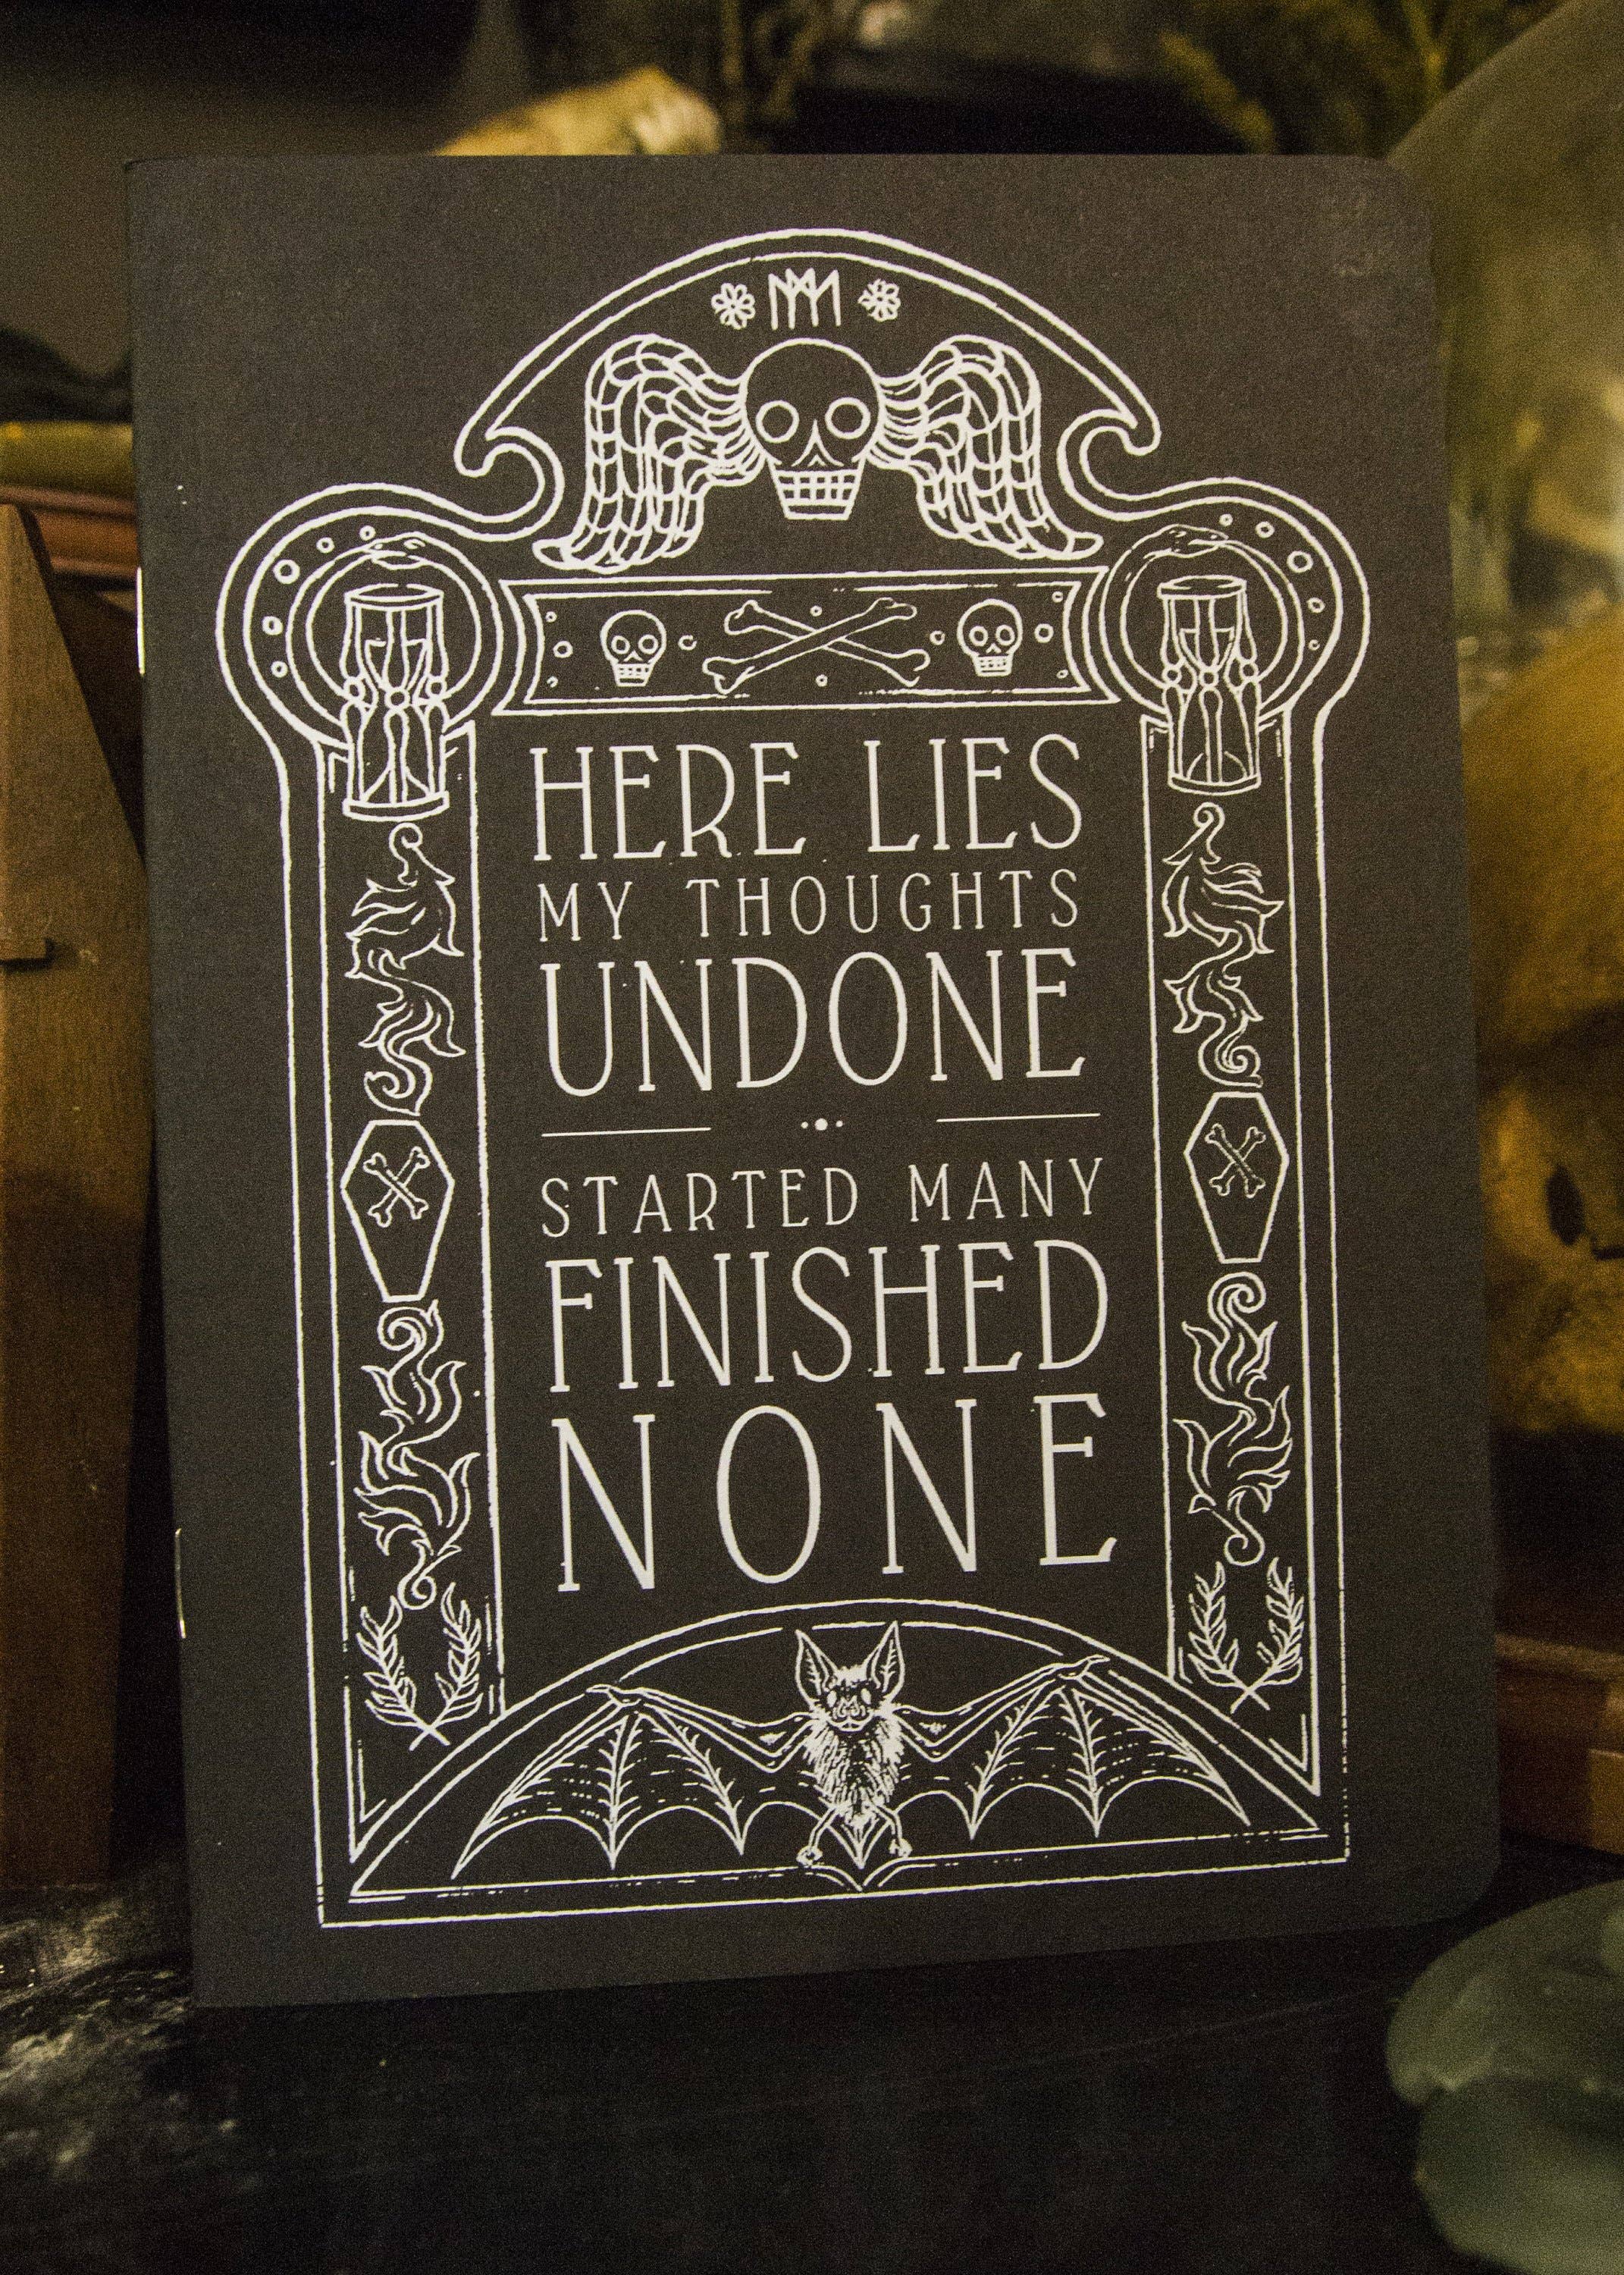 HERE LIES
MY THOUGHTS
UNDONE
STARTED MANY
FINISHED
NONE